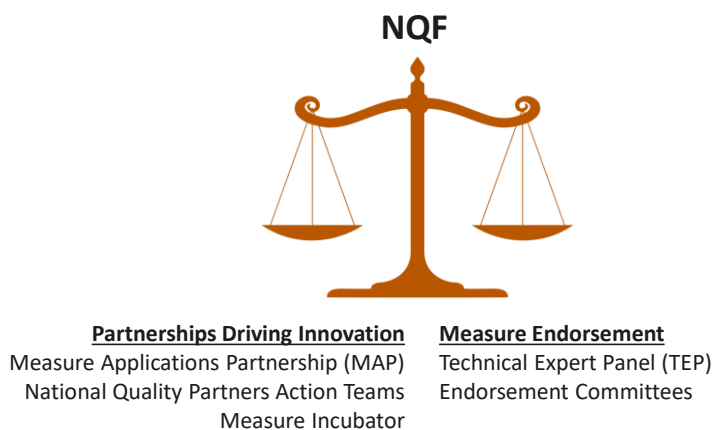 NQF
Partnerships Driving Innovation
Measure Applications Partnership (MAP)
National Quality Partners Action Teams
Measure Incubator
Measure Endorsement
Technical Expert Panel (TEP)
Endorsement Committees